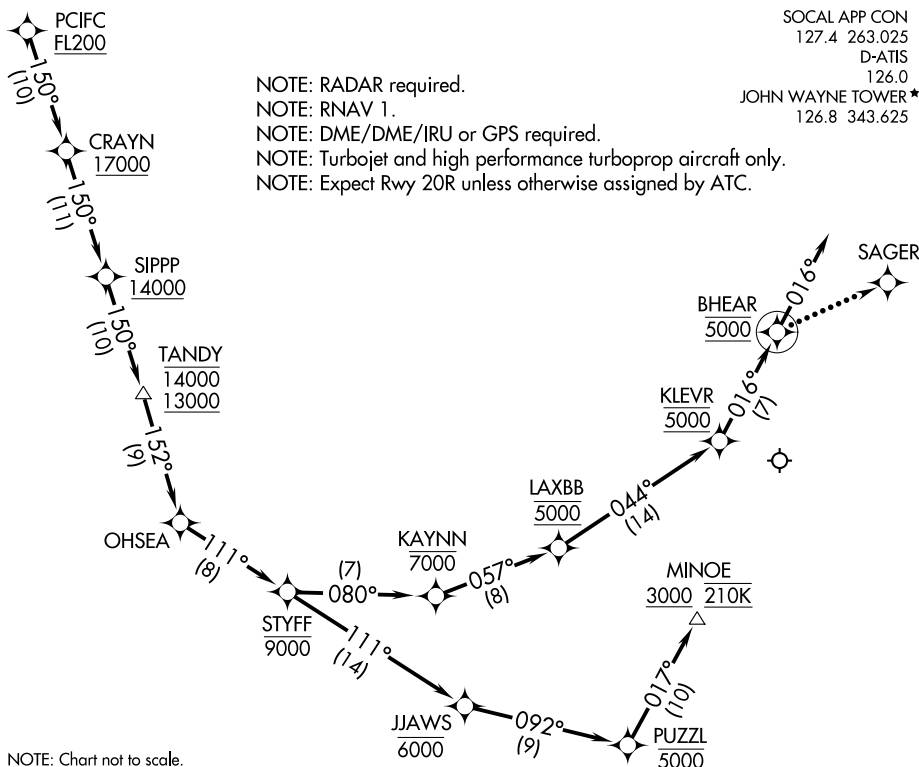 PCIFC
FL200
SOCAL APP CON
127.4 263.025
D-ATIS
126.0
JOHN WAYNE TOWER★
126.8 343.625
NOTE: RADAR required.
NOTE: RNAV 1.
NOTE: DME/DME/IRU or GPS required.
NOTE: Turbojet and high performance turboprop aircraft only.
NOTE: Expect Rwy 20R unless otherwise assigned by ATC.
150°
(10)
CRAYN
17000
150°
(11)
SIPPP
14000
150°
(10)
TANDY
14000
13000
152°
(9)
OHSEA
111°
(8)
STYFF
9000
(7)
080°
KAYNN
7000
057°
(8)
LAXBB
5000
044°
(14)
KLEVR
5000
016°
(7)
BHEAR
5000
016°
SAGER
111°
(14)
JJAWS
6000
092°
(9)
PUZZL
5000
017°
(10)
MINOE
3000 210K
NOTE: Chart not to scale.